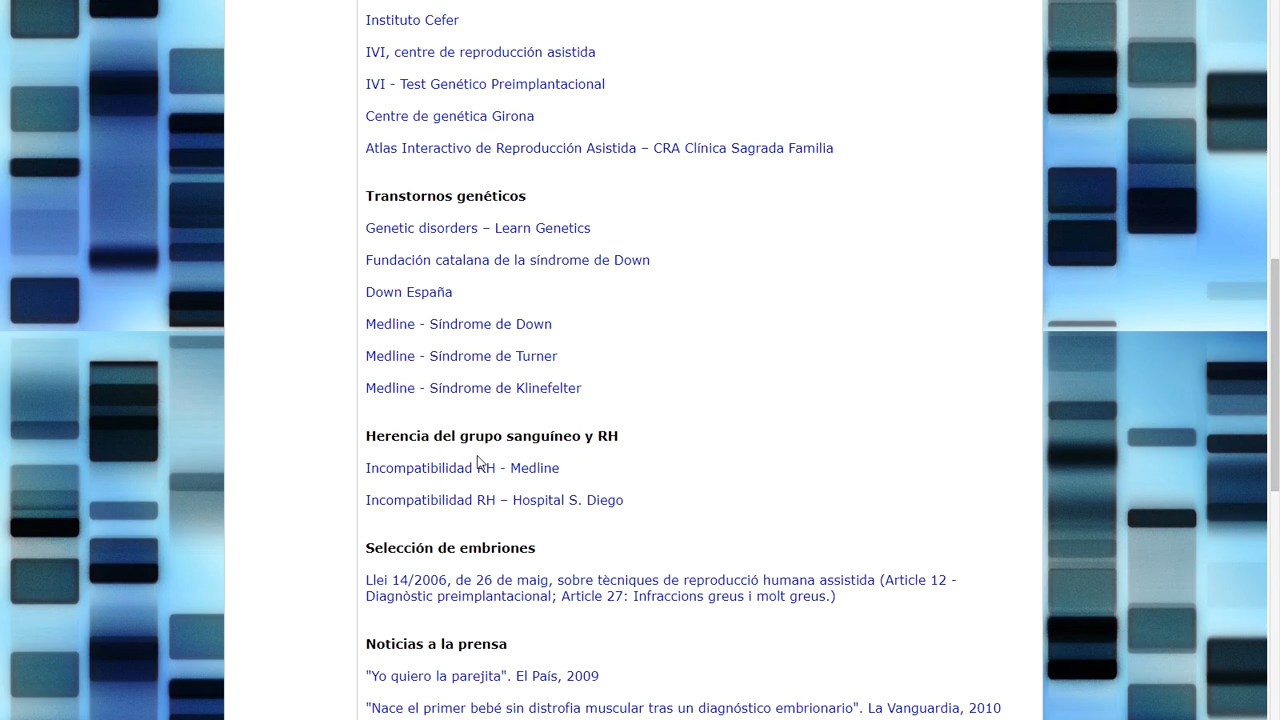 Instituto Cefer
IVI, centre de reproducción asistida
IVI - Test Genético Preimplantacional
Centre de genética Girona
Atlas Interactivo de Reproducción Asistida – CRA Clínica Sagrada Familia
Transtornos genéticos
Genetic disorders – Learn Genetics
Fundación catalana de la síndrome de Down
Down España
Medline - Síndrome de Down
Medline - Síndrome de Turner
Medline - Síndrome de Klinefelter
Herencia del grupo sanguíneo y RH
Incompatibilidad RH - Medline
Incompatibilidad RH – Hospital S. Diego
Selección de embriones
Llei 14/2006, de 26 de maig, sobre tècniques de reproducció humana assistida (Article 12 -
Diagnòstic preimplantacional; Article 27: Infraccions greus i molt greus.)
Noticias a la prensa
"Yo quiero la parejita". El País, 2009
"Nace el primer bebé sin distrofia muscular tras un diagnóstico embrionario". La Vanguardia, 2010